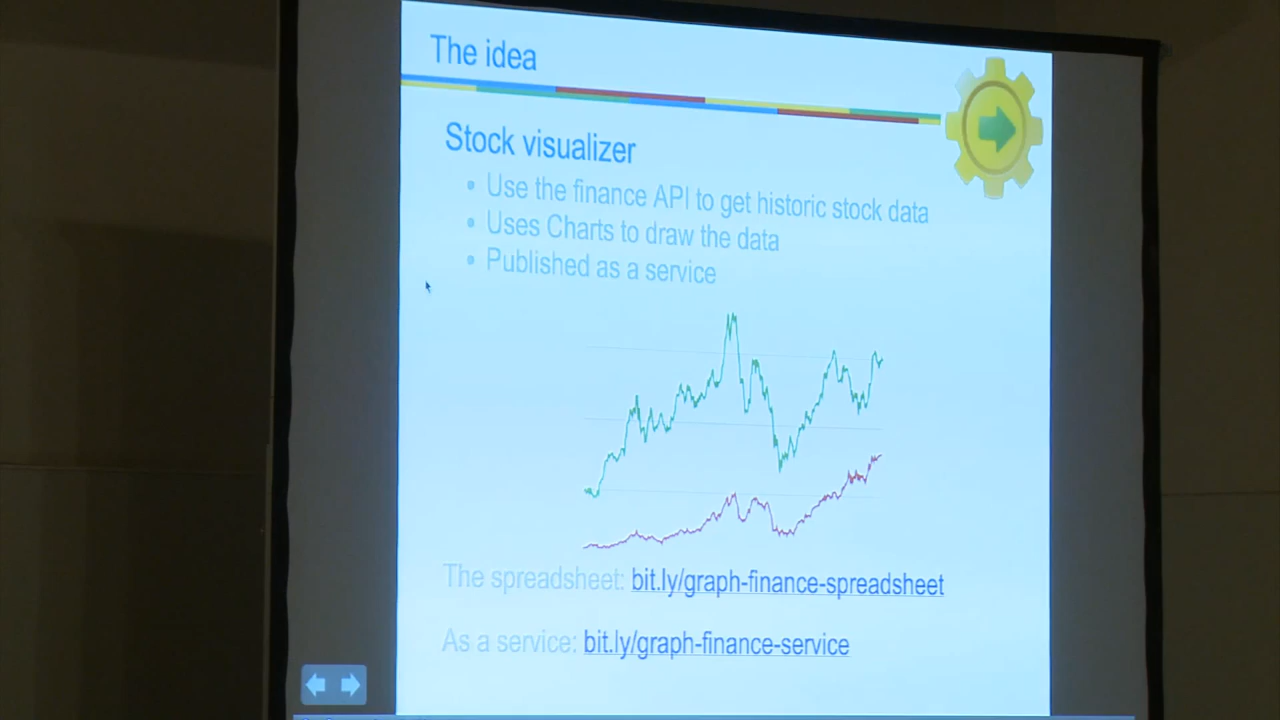 The idea
Stock visualizer
• Use the finance API to get historic stock data
• Uses Charts to draw the data
• Published as a service
The spreadsheet: bit.ly/graph-finance-spreadsheet
As a service: bit.ly/graph-finance-service